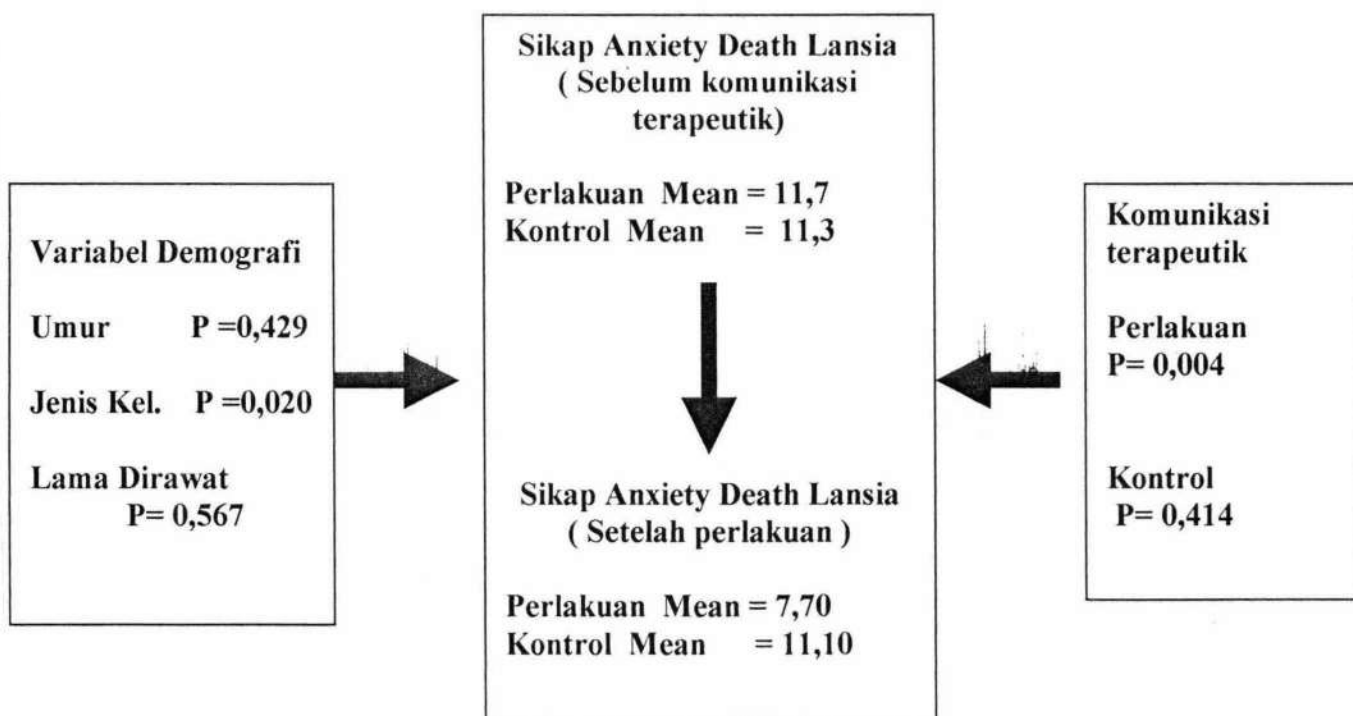 Variabel Demografi
Umur P =0,429
Jenis Kel. P =0,020
Lama Dirawat
P= 0,567
Sikap Anxiety Death Lansia
( Sebelum komunikasi
terapeutik)
Perlakuan Mean = 11,7
Kontrol Mean = 11,3
Sikap Anxiety Death Lansia
( Setelah perlakuan )
Perlakuan Mean = 7,70
Kontrol Mean = 11,10
Komunikasi
terapeutik
Perlakuan
P= 0,004
Kontrol
P= 0,414